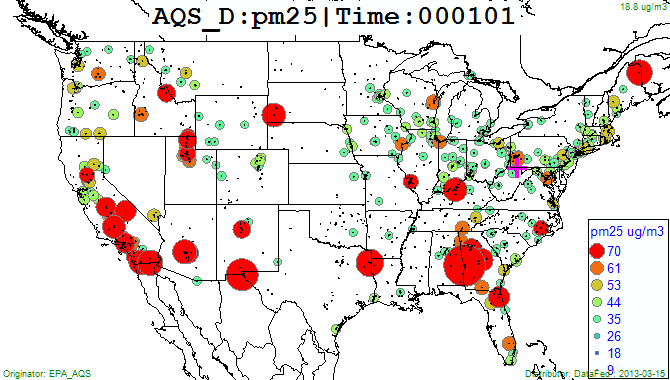 18.8 ug/m3
AQS_D:pm25|Time:000101
pm25 ug/m3
70
61
53
44
35
26
18
9
Originator: EPA_AQS
Distributor: DataFed : 2013-03-15